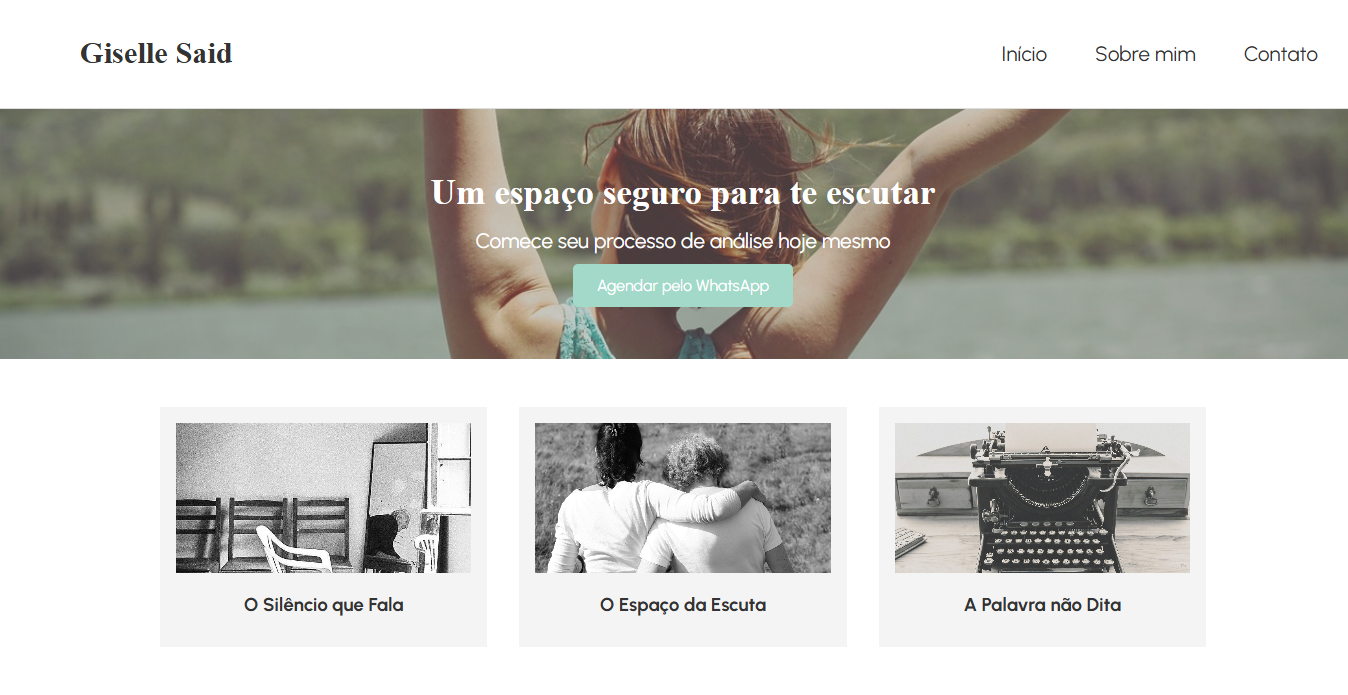 Giselle Said
Início Sobre mim Contato
Um espaço seguro para te escutar
Comece seu processo de análise hoje mesmo
Agendar pelo WhatsApp
O Silêncio que Fala
O Espaço da Escuta
A Palavra não Dita